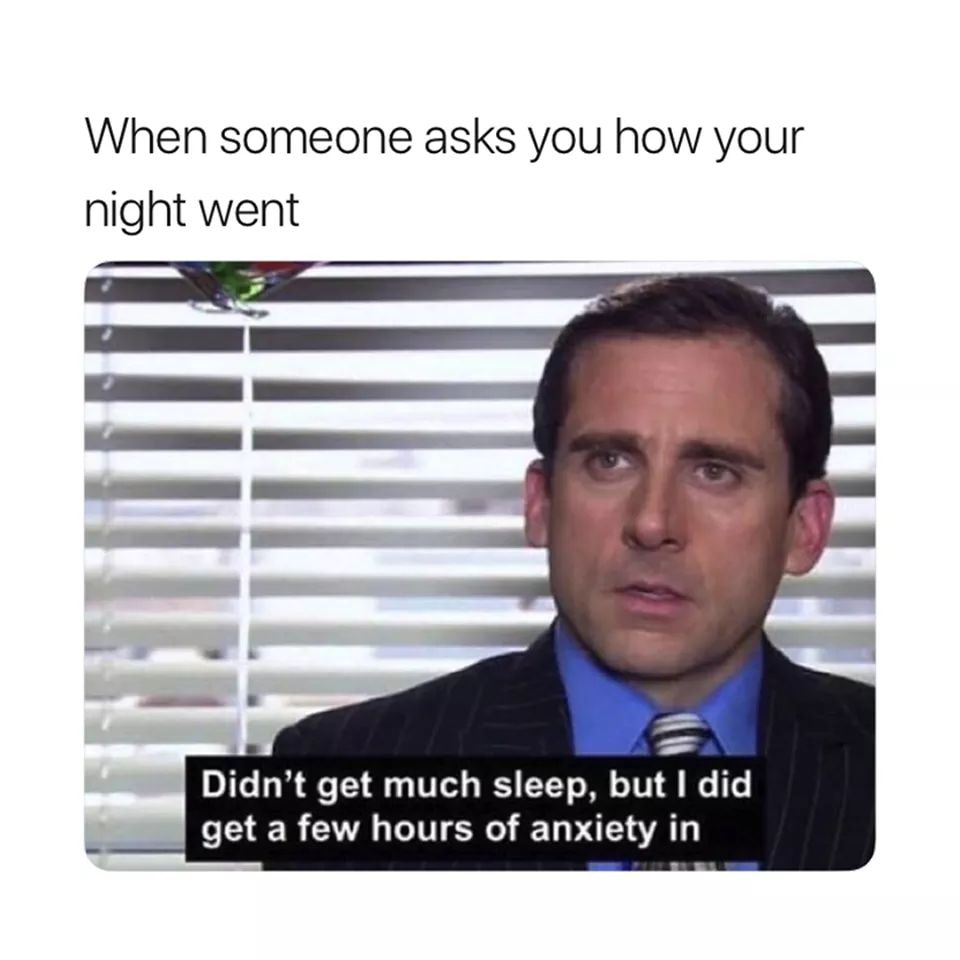 When someone asks you how your
night went
Didn’t get much sleep, but I did
get a few hours of anxiety in